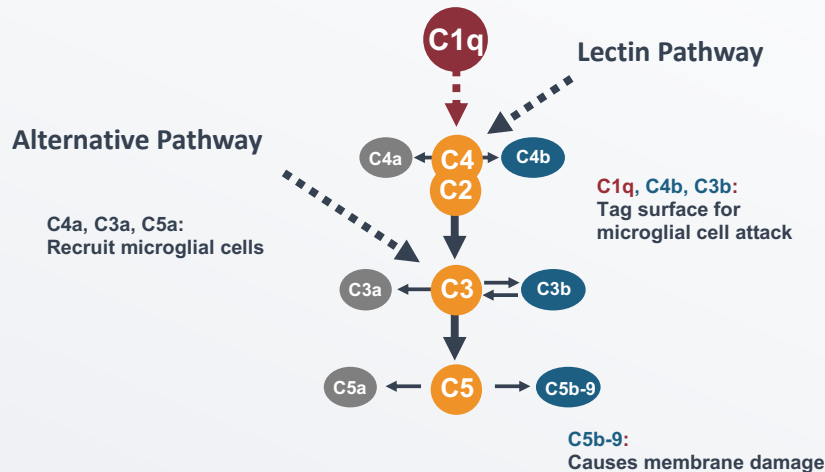 C1q
Lectin Pathway
Alternative Pathway
C4a
C4
C4b
C2
C1q, C4b, C3b:
Tag surface for
microglial cell attack
C4a, C3a, C5a:
Recruit microglial cells
C3a
C3
C3b
C5a
C5
C5b-9
C5b-9:
Causes membrane damage